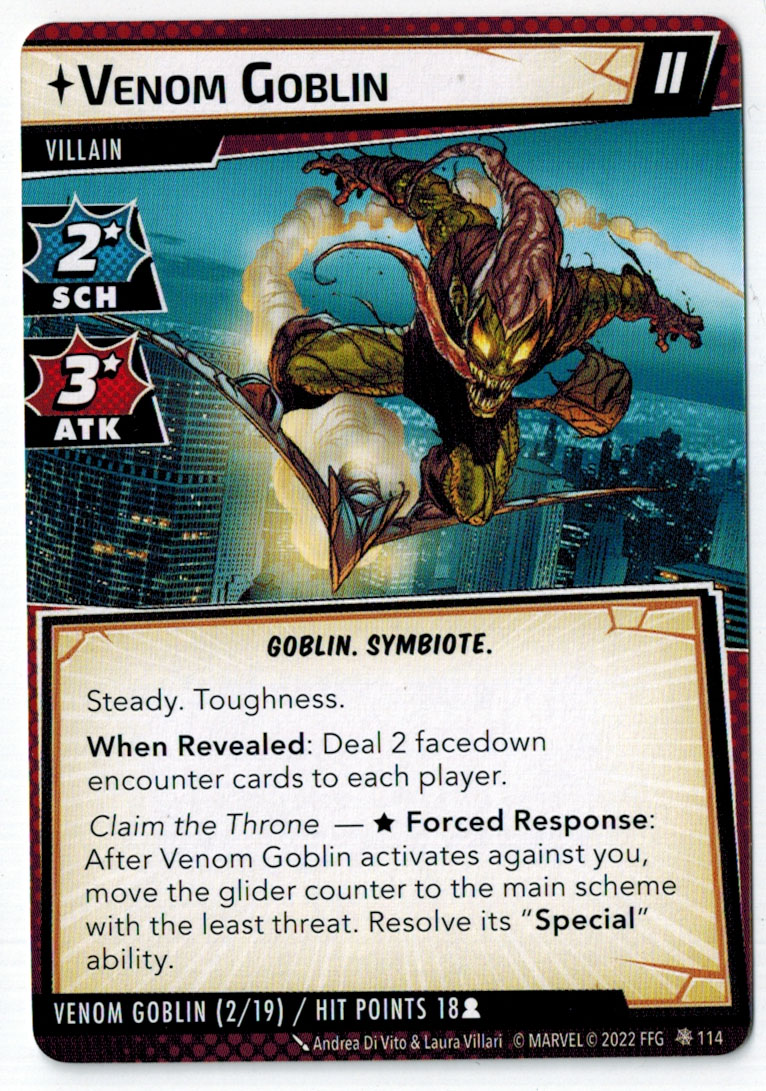 VENOM GOBLIN II
VILLAIN
2★
SCH
3★
ATK
GOBLIN. SYMBIOTE.
Steady. Toughness.
When Revealed: Deal 2 facedown
encounter cards to each player.
Claim the Throne — ★ Forced Response:
After Venom Goblin activates against you,
move the glider counter to the main scheme
with the least threat. Resolve its “Special”
ability.
VENOM GOBLIN (2/19) / HIT POINTS 18
Andrea Di Vito & Laura Villari © MARVEL © 2022 FFG 114